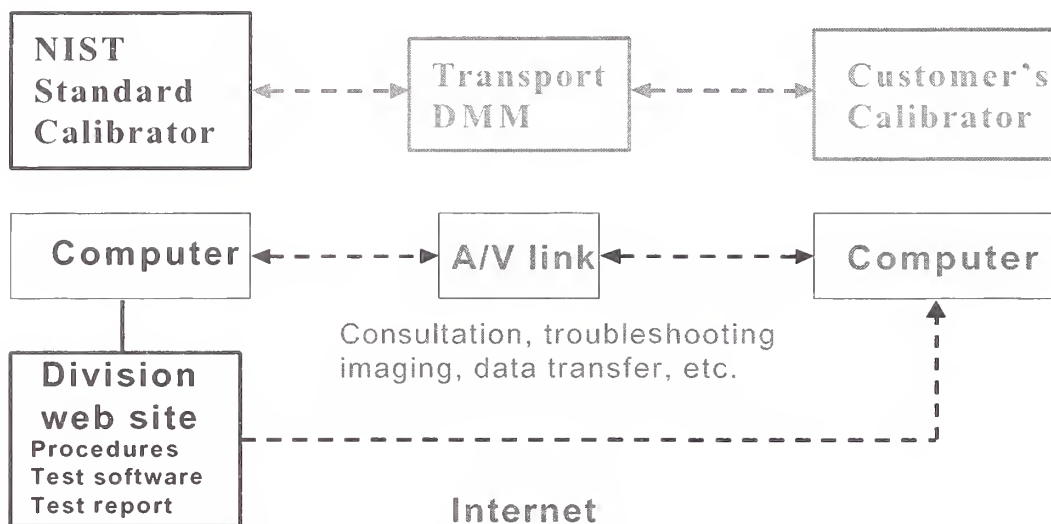 NIST
Standard
Calibrator
Transport
DMM
Customer's
Calibrator
Computer
A/V link
Computer
Consultation, troubleshooting
imaging, data transfer, etc.
Division
web site
Procedures
Test software
Test report
Internet